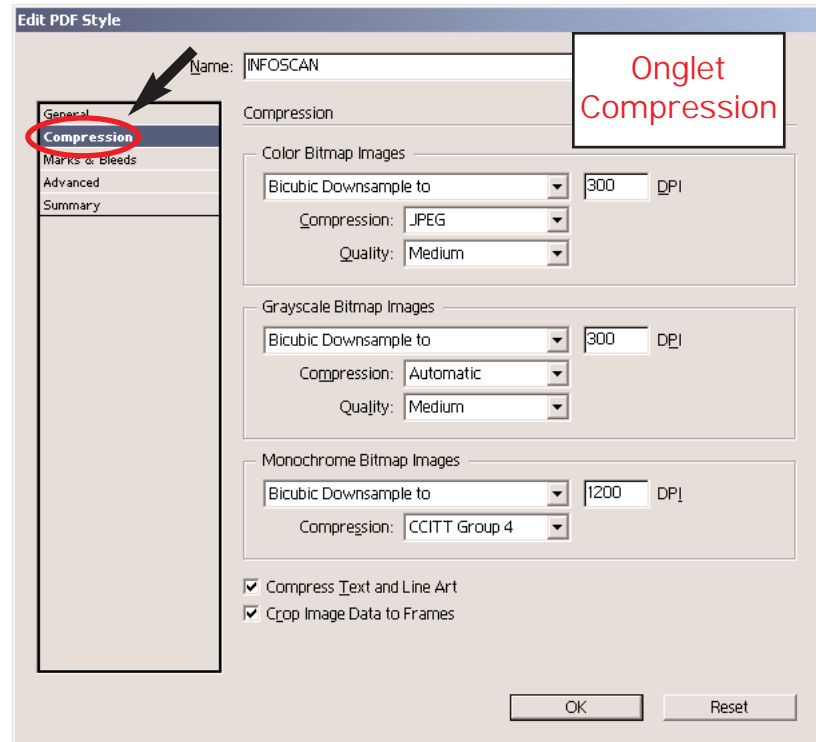 Edit PDF Style
Name: INFOSCAN
Onglet
Compression
General
Compression
Marks & Bleeds
Advanced
Summary
Compression
Color Bitmap Images
Bicubic Downsample to 300 DPI
Compression: JPEG
Quality: Medium
Grayscale Bitmap Images
Bicubic Downsample to 300 DPI
Compression: Automatic
Quality: Medium
Monochrome Bitmap Images
Bicubic Downsample to 1200 DPI
Compression: CCITT Group 4
Compress Text and Line Art
Crop Image Data to Frames
OK Reset